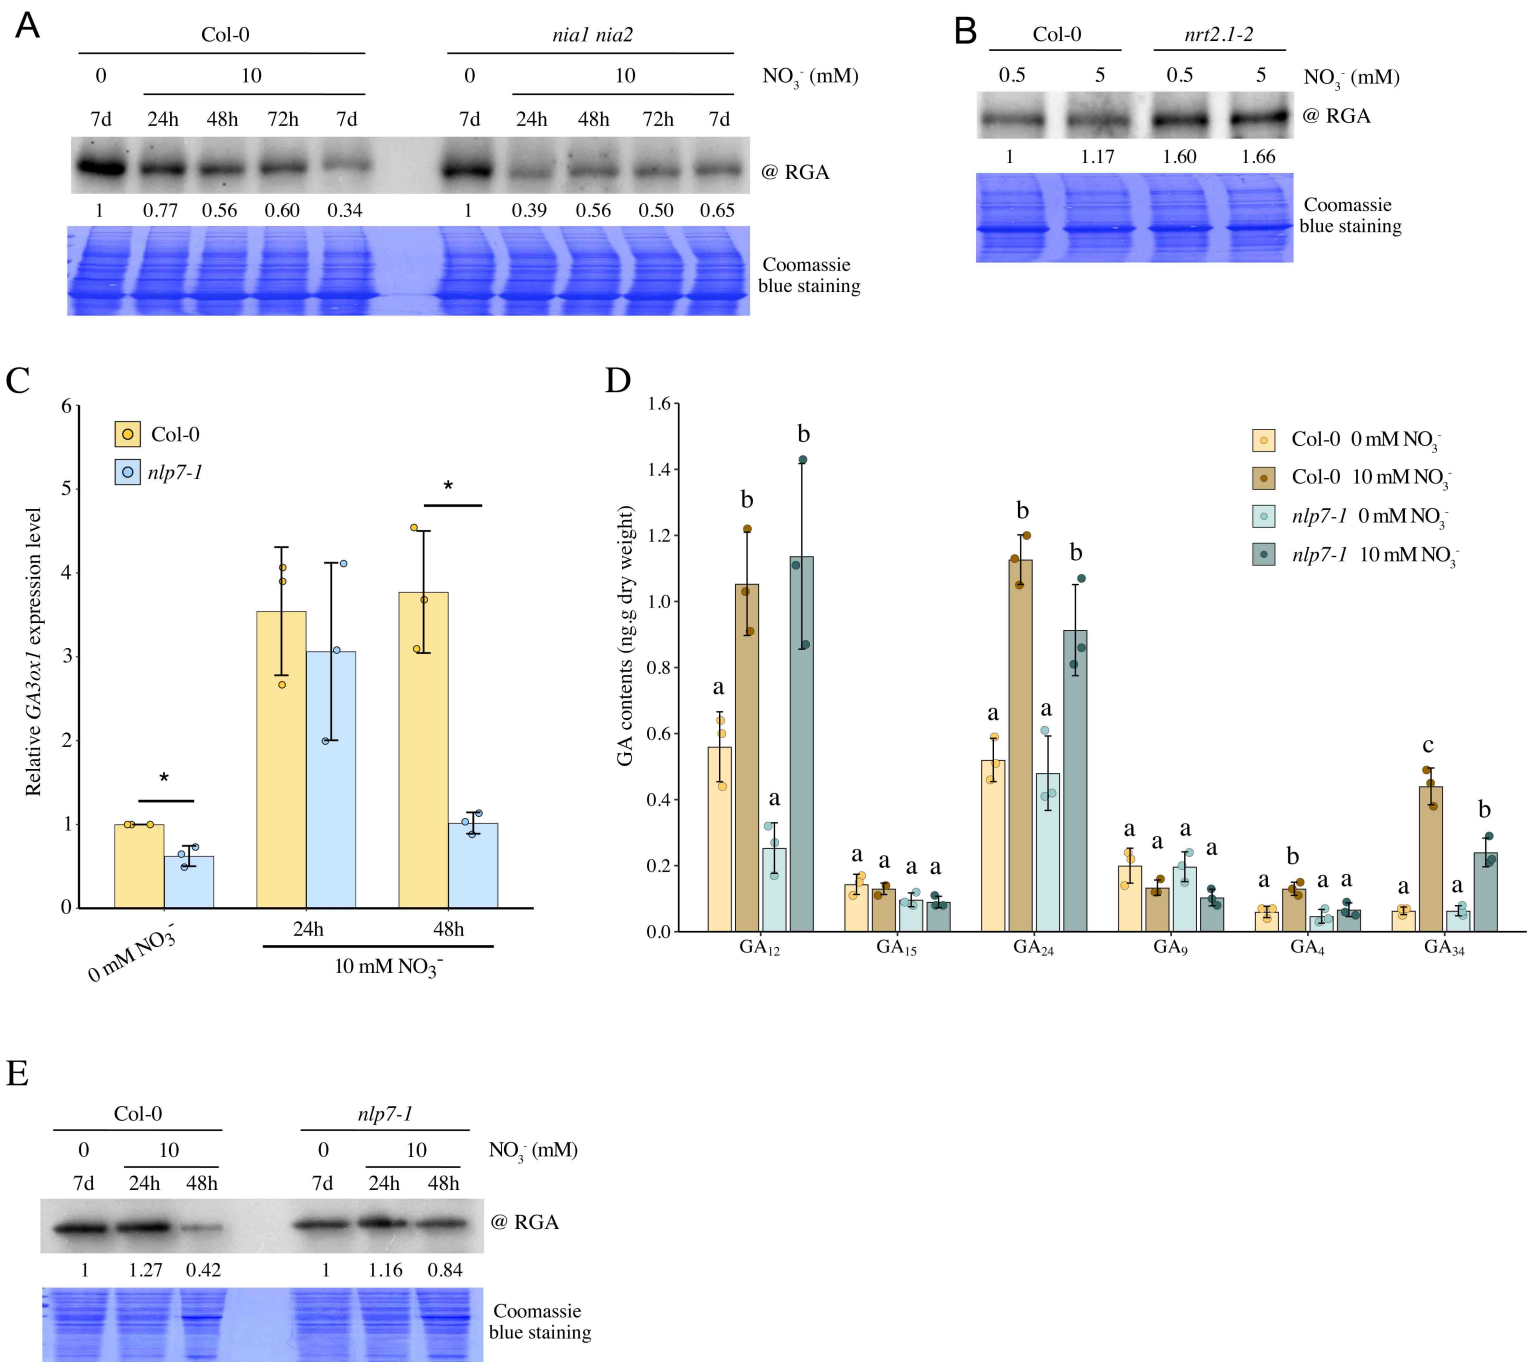 A
Col-0
nia1 nia2
0
10
0
10
NO3- (mM)
7d
24h
48h
72h
7d
7d
24h
48h
72h
7d
@ RGA
1
0.77
0.56
0.60
0.34
1
0.39
0.56
0.50
0.65
Coomassie
blue staining
B
Col-0
nrt2.1-2
0.5
5
0.5
5
NO3- (mM)
@ RGA
1
1.17
1.60
1.66
Coomassie
blue staining
C
Relative GA3ox1 expression level
6
5
4
3
2
1
0
Col-0
nlp7-1
*
*
0 mM NO3-
24h
48h
10 mM NO3-
D
GA contents (ng.g dry weight)
1.6
1.4
1.2
1.0
0.8
0.6
0.4
0.2
0.0
Col-0 0 mM NO3-
Col-0 10 mM NO3-
nlp7-1 0 mM NO3-
nlp7-1 10 mM NO3-
a
b
a
b
a
a
a
a
a
b
a
b
a
a
a
a
a
b
a
a
a
c
a
b
GA12
GA15
GA24
GA9
GA4
GA34
E
Col-0
nlp7-1
0
10
0
10
NO3- (mM)
7d
24h
48h
7d
24h
48h
@ RGA
1
1.27
0.42
1
1.16
0.84
Coomassie
blue staining